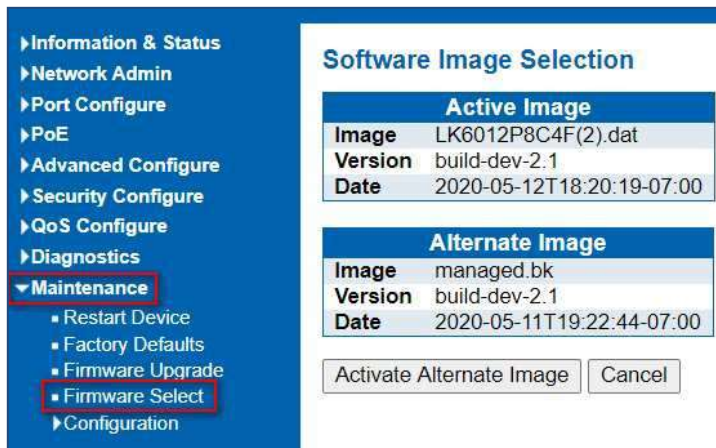 Information & Status
Network Admin
Port Configure
PoE
Advanced Configure
Security Configure
QoS Configure
Diagnostics
Maintenance
Restart Device
Factory Defaults
Firmware Upgrade
Firmware Select
Configuration
Software Image Selection
Active Image
Image LK6012P8C4F(2).dat
Version build-dev-2.1
Date 2020-05-12T18:20:19-07:00
Alternate Image
Image managed.bk
Version build-dev-2.1
Date 2020-05-11T19:22:44-07:00
Activate Alternate Image Cancel